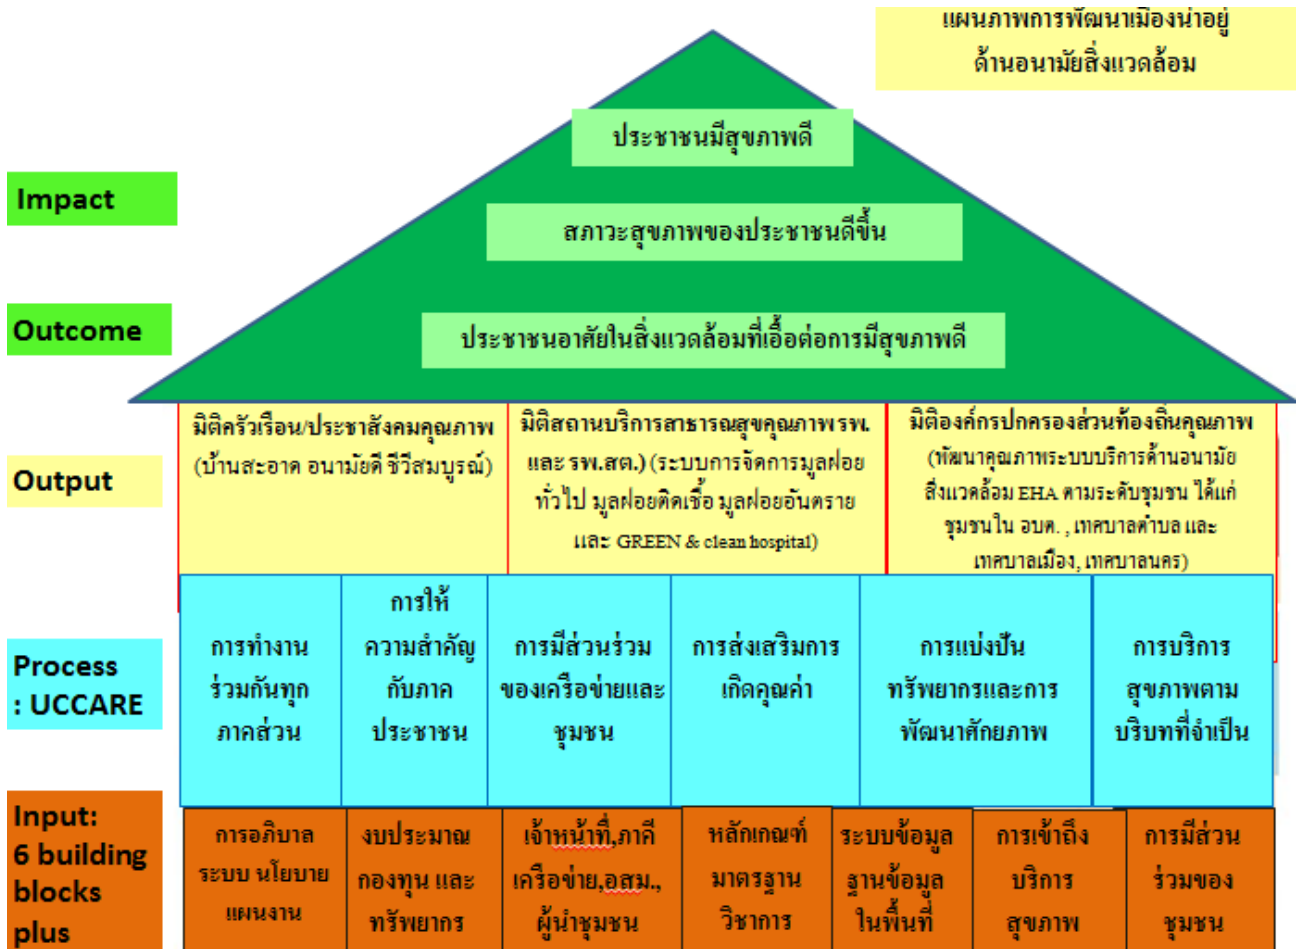 แผนภาพการพัฒนาเมืองน่าอยู่
ด้านอนามัยสิ่งแวดล้อม
ประชาชนมีสุขภาพดี
Impact
สภาวะสุขภาพของประชาชนดีขึ้น
Outcome
ประชาชนอาศัยในสิ่งแวดล้อมที่เอื้อต่อการมีสุขภาพดี
Output
มิติครัวเรือน/ประชาสังคมคุณภาพ
(บ้านสะอาด อนามัยดี ชีวีสมบูรณ์)
มิติสถานบริการสาธารณสุขคุณภาพ รพ.
และ รพ.สต.) (ระบบการจัดการมูลฝอย
ทั่วไป มูลฝอยติดเชื้อ มูลฝอยอันตราย
และ GREEN & clean hospital)
มิติองค์กรปกครองส่วนท้องถิ่นคุณภาพ
(พัฒนาคุณภาพระบบบริการด้านอนามัย
สิ่งแวดล้อม EHA ตามระดับชุมชน ได้แก่
ชุมชนใน อบต. , เทศบาลตำบล และ
เทศบาลเมือง, เทศบาลนคร)
Process
: UCCARE
การทำงาน
ร่วมกันทุก
ภาคส่วน
การให้
ความสำคัญ
กับภาค
ประชาชน
การมีส่วนร่วม
ของเครือข่ายและ
ชุมชน
การส่งเสริมการ
เกิดคุณค่า
การแบ่งปัน
ทรัพยากรและการ
พัฒนาศักยภาพ
การบริการ
สุขภาพตาม
บริบทที่จำเป็น
Input:
6 building
blocks
plus
การอภิบาล
ระบบ นโยบาย
แผนงาน
งบประมาณ
กองทุน และ
ทรัพยากร
เจ้าหน้าที่,ภาคี
เครือข่าย,อสม.,
ผู้นำชุมชน
หลักเกณฑ์
มาตรฐาน
วิชาการ
ระบบข้อมูล
ฐานข้อมูล
ในพื้นที่
การเข้าถึง
บริการ
สุขภาพ
การมีส่วน
ร่วมของ
ชุมชน